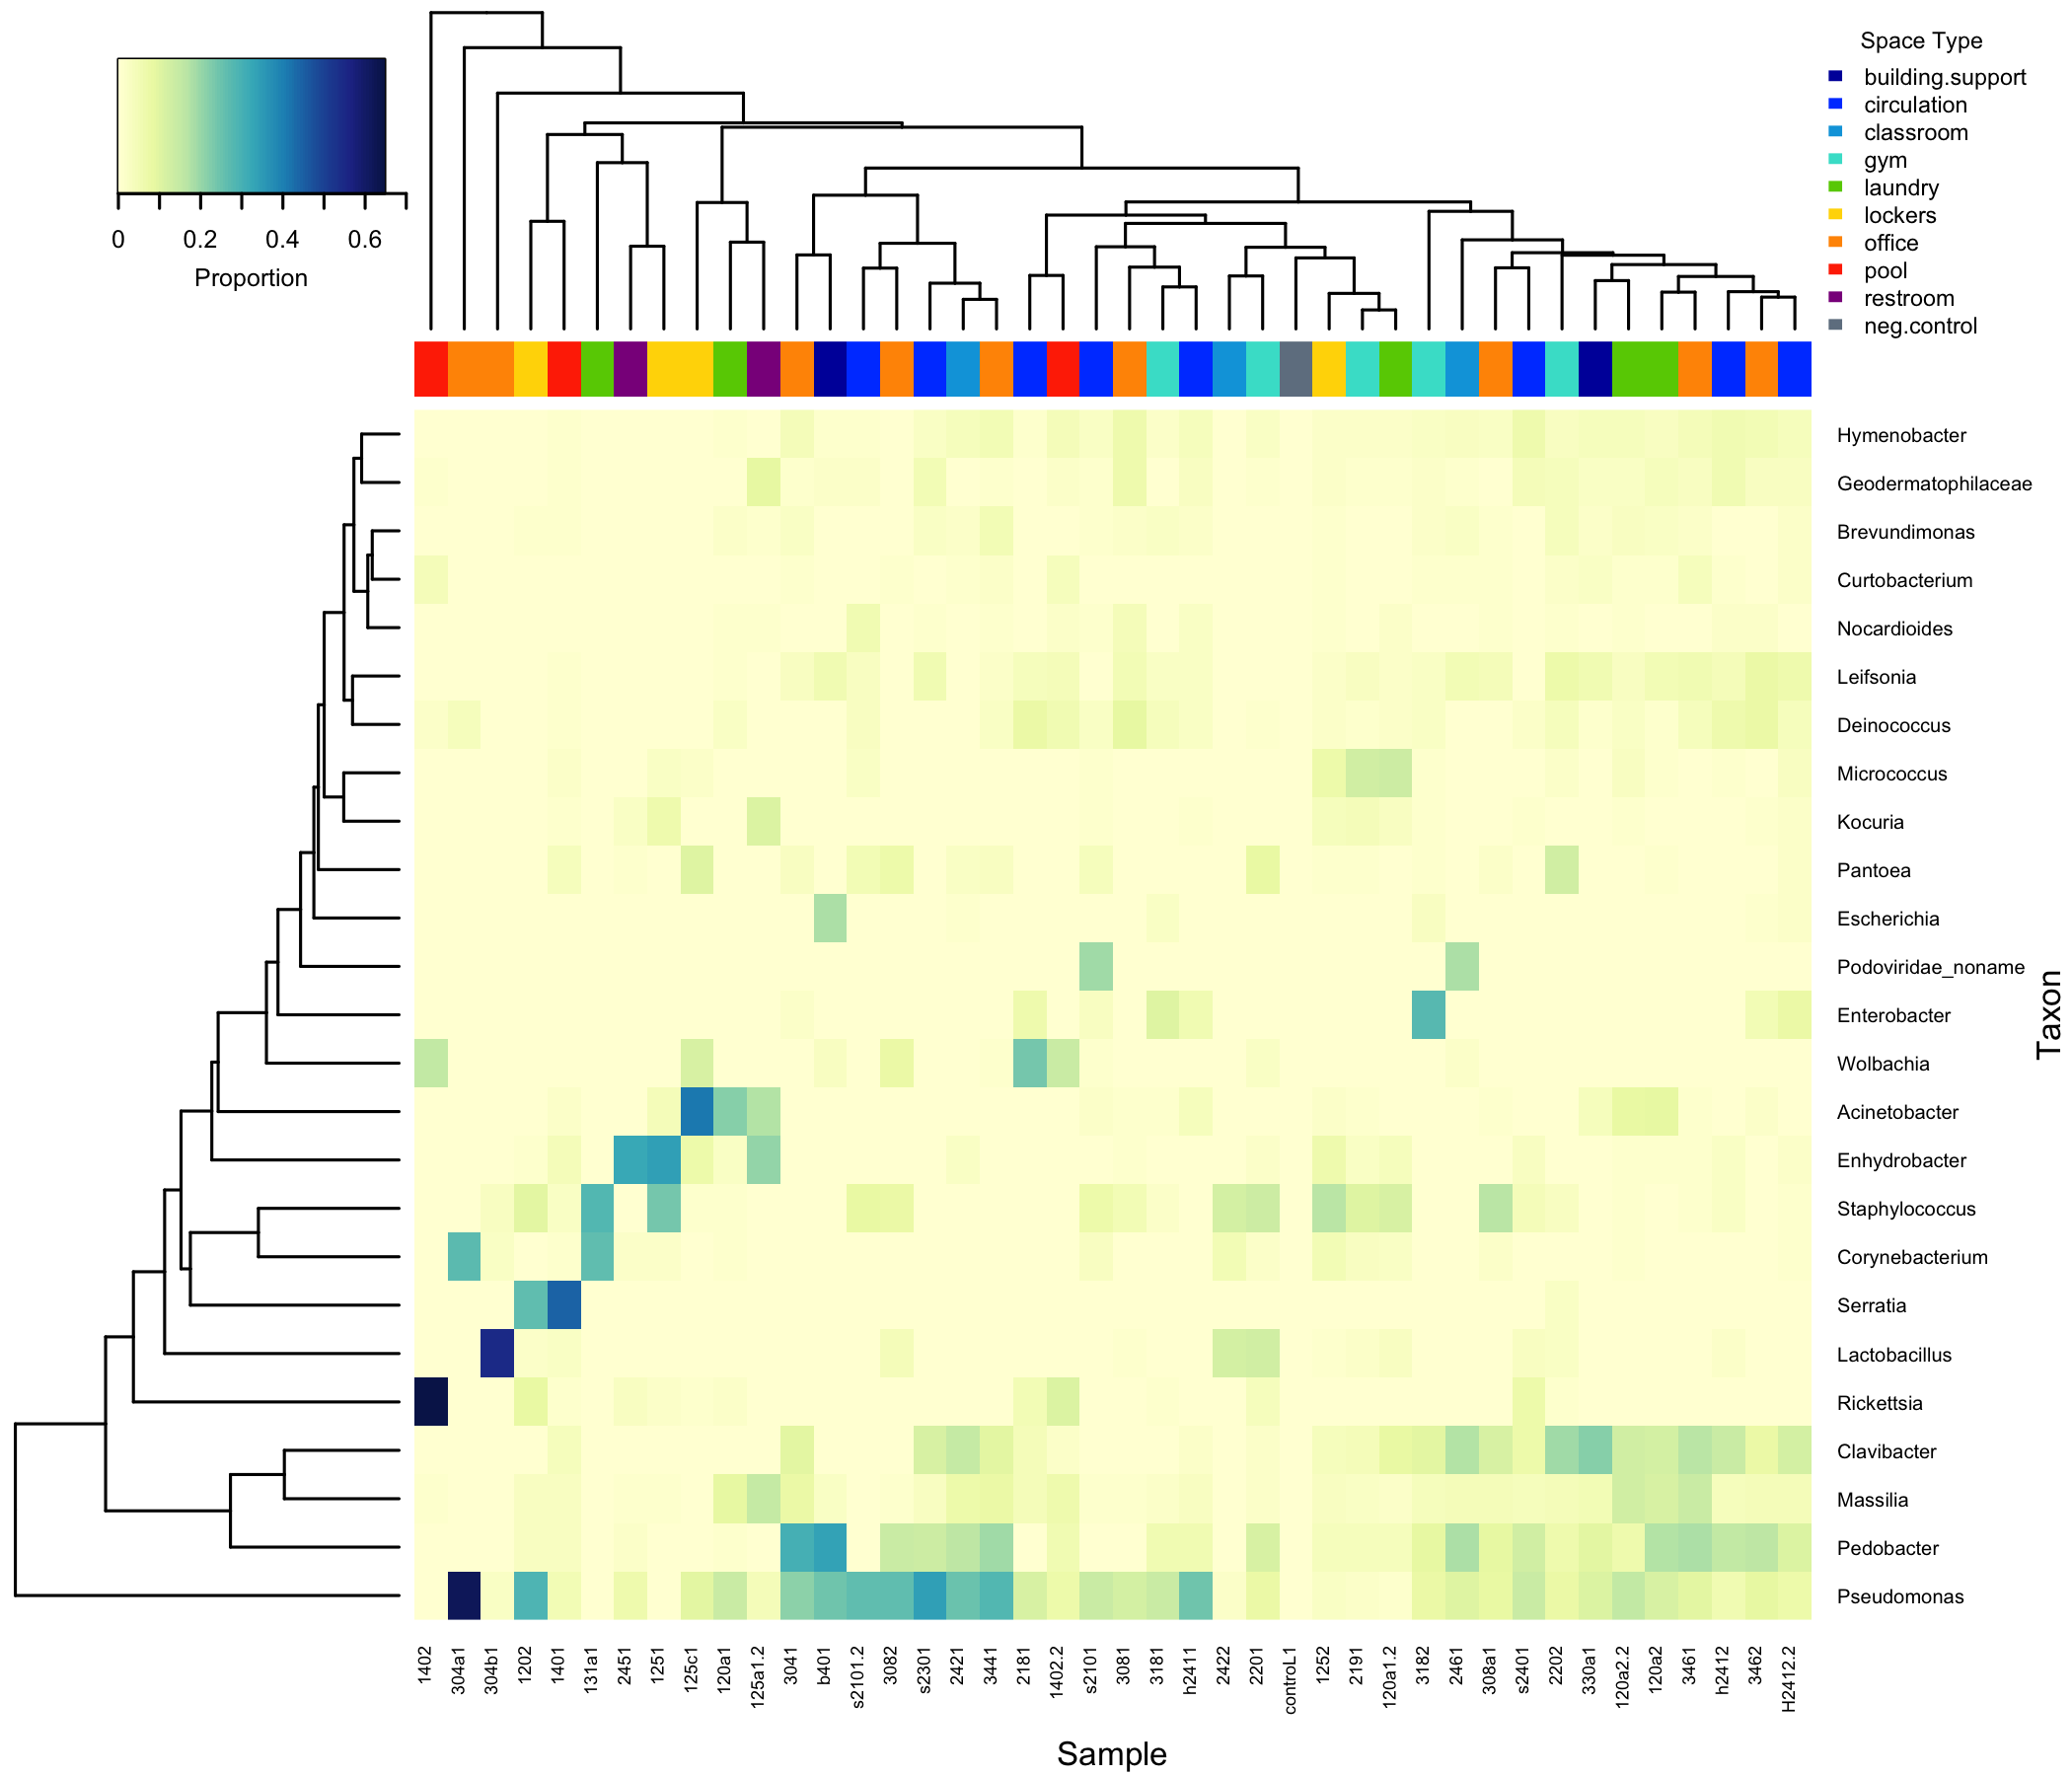 0 0.2 0.4 0.6
Proportion
Space Type
building.support
circulation
classroom
gym
laundry
lockers
office
pool
restroom
neg.control
Hymenobacter
Geodermatophilaceae
Brevundimonas
Curtobacterium
Nocardioides
Leifsonia
Deinococcus
Micrococcus
Kocuria
Pantoea
Escherichia
Podoviridae_noname
Enterobacter
Wolbachia
Acinetobacter
Enhydrobacter
Staphylococcus
Corynebacterium
Serratia
Lactobacillus
Rickettsia
Clavibacter
Massilia
Pedobacter
Pseudomonas
Taxon
1402
304a1
304b1
1202
1401
131a1
2451
1251
125c1
120a1
125a1.2
3041
b401
s2101.2
3082
s2301
2421
3441
2181
1402.2
s2101
3081
3181
h2411
2422
2201
controL1
1252
2191
120a1.2
3182
2461
308a1
s2401
2202
330a1
120a2.2
120a2
3461
h2412
3462
H2412.2
Sample